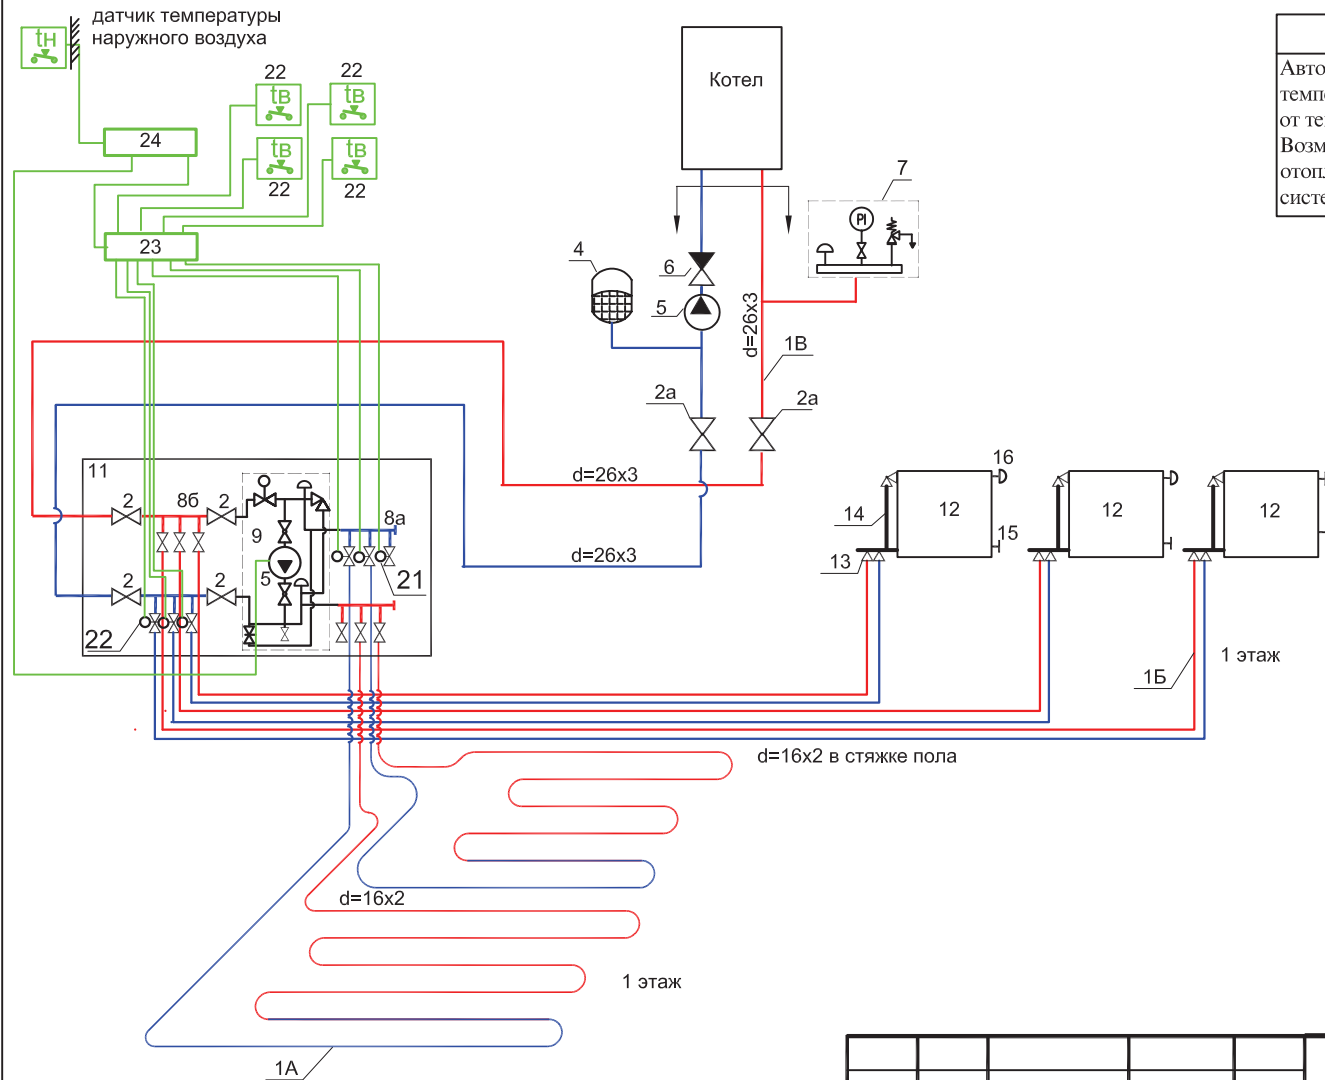 датчик температуры
наружного воздуха
tн
22
22
tв
tв
24
tв
tв
22
22
23
Котел
7
PI
4
6
5
d=26x3
1В
2а
2а
d=26x3
d=26x3
11
2
8б
2
9
8а
5
2
2
21
22
16
14
12
15
13
12
12
1Б
1 этаж
d=16x2 в стяжке пола
d=16x2
1 этаж
1А
Авто
темп
от те
Возм
отопл
систе